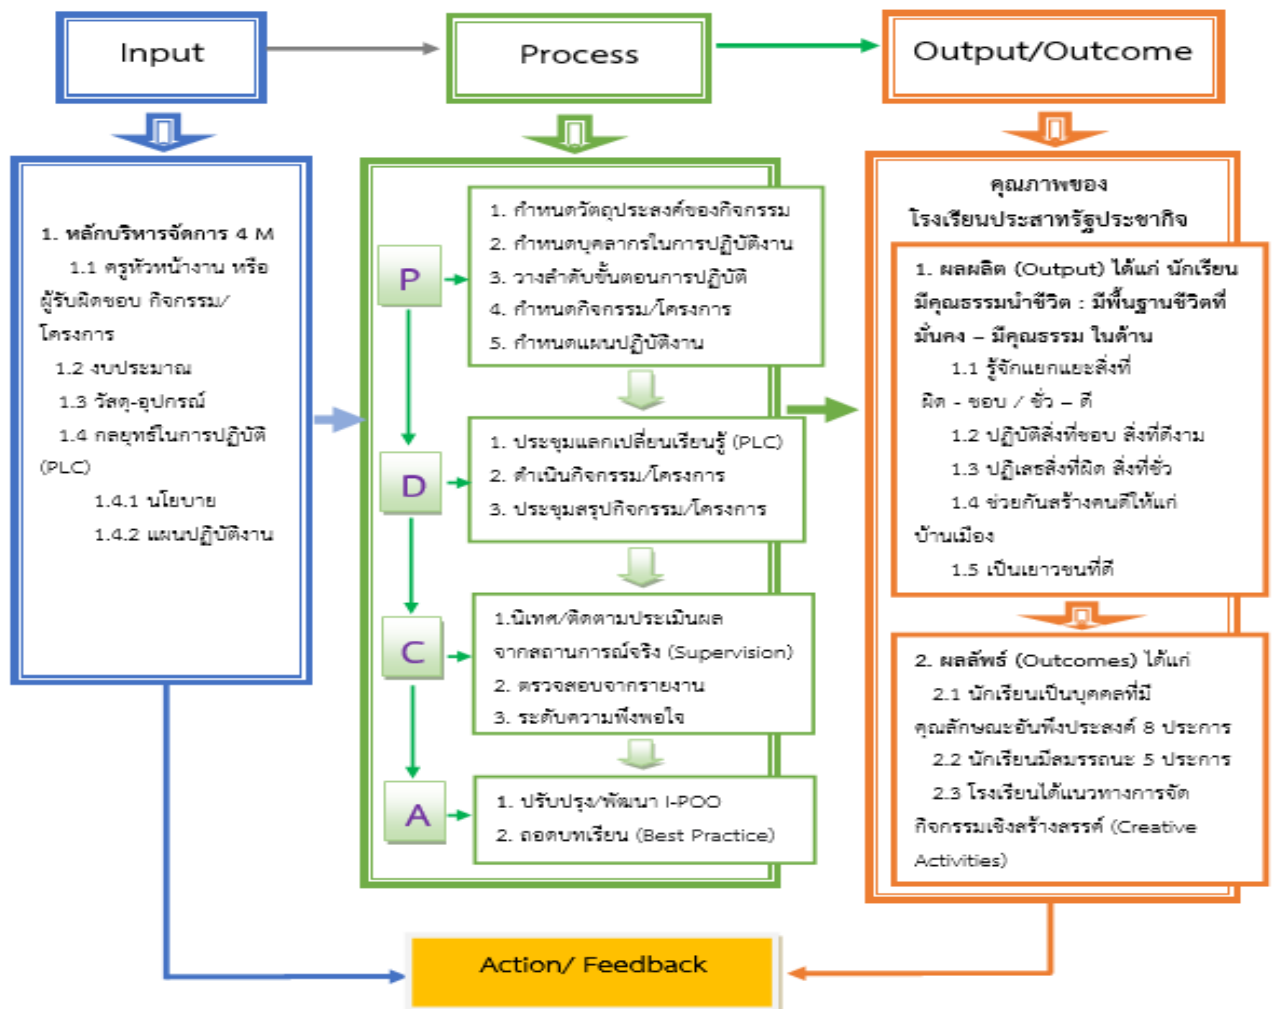 Input
Process
Output/Outcome
1. หลักบริหารจัดการ 4 M
1.1 ครูหัวหน้างาน หรือ
ผู้รับผิดชอบ กิจกรรม/
โครงการ
1.2 งบประมาณ
1.3 วัสดุ-อุปกรณ์
1.4 กลยุทธ์ในการปฏิบัติ
(PLC)
1.4.1 นโยบาย
1.4.2 แผนปฏิบัติงาน
P
1. กำหนดวัตถุประสงค์ของกิจกรรม
2. กำหนดบุคลากรในการปฏิบัติงาน
3. วางลำดับขั้นตอนการปฏิบัติ
4. กำหนดกิจกรรม/โครงการ
5. กำหนดแผนปฏิบัติงาน
D
1. ประชุมแลกเปลี่ยนเรียนรู้ (PLC)
2. ดำเนินกิจกรรม/โครงการ
3. ประชุมสรุปกิจกรรม/โครงการ
C
1.นิเทศ/ติดตามประเมินผล
จากสถานการณ์จริง (Supervision)
2. ตรวจสอบจากรายงาน
3. ระดับความพึงพอใจ
A
1. ปรับปรุง/พัฒนา I-POO
2. ถอดบทเรียน (Best Practice)
คุณภาพของ
โรงเรียนประสาทรัฐประชากิจ
1. ผลผลิต (Output) ได้แก่ นักเรียน
มีคุณธรรมนำชีวิต : มีพื้นฐานชีวิตที่
มั่นคง – มีคุณธรรม ในด้าน
1.1 รู้จักแยกแยะสิ่งที่
ผิด - ชอบ / ชั่ว – ดี
1.2 ปฏิบัติสิ่งที่ชอบ สิ่งที่ดีงาม
1.3 ปฏิเสธสิ่งที่ผิด สิ่งที่ชั่ว
1.4 ช่วยกันสร้างคนดีให้แก่
บ้านเมือง
1.5 เป็นเยาวชนที่ดี
2. ผลลัพธ์ (Outcomes) ได้แก่
2.1 นักเรียนเป็นบุคคลที่มี
คุณลักษณะอันพึงประสงค์ 8 ประการ
2.2 นักเรียนมีสมรรถนะ 5 ประการ
2.3 โรงเรียนได้แนวทางการจัด
กิจกรรมเชิงสร้างสรรค์ (Creative
Activities)
Action/ Feedback